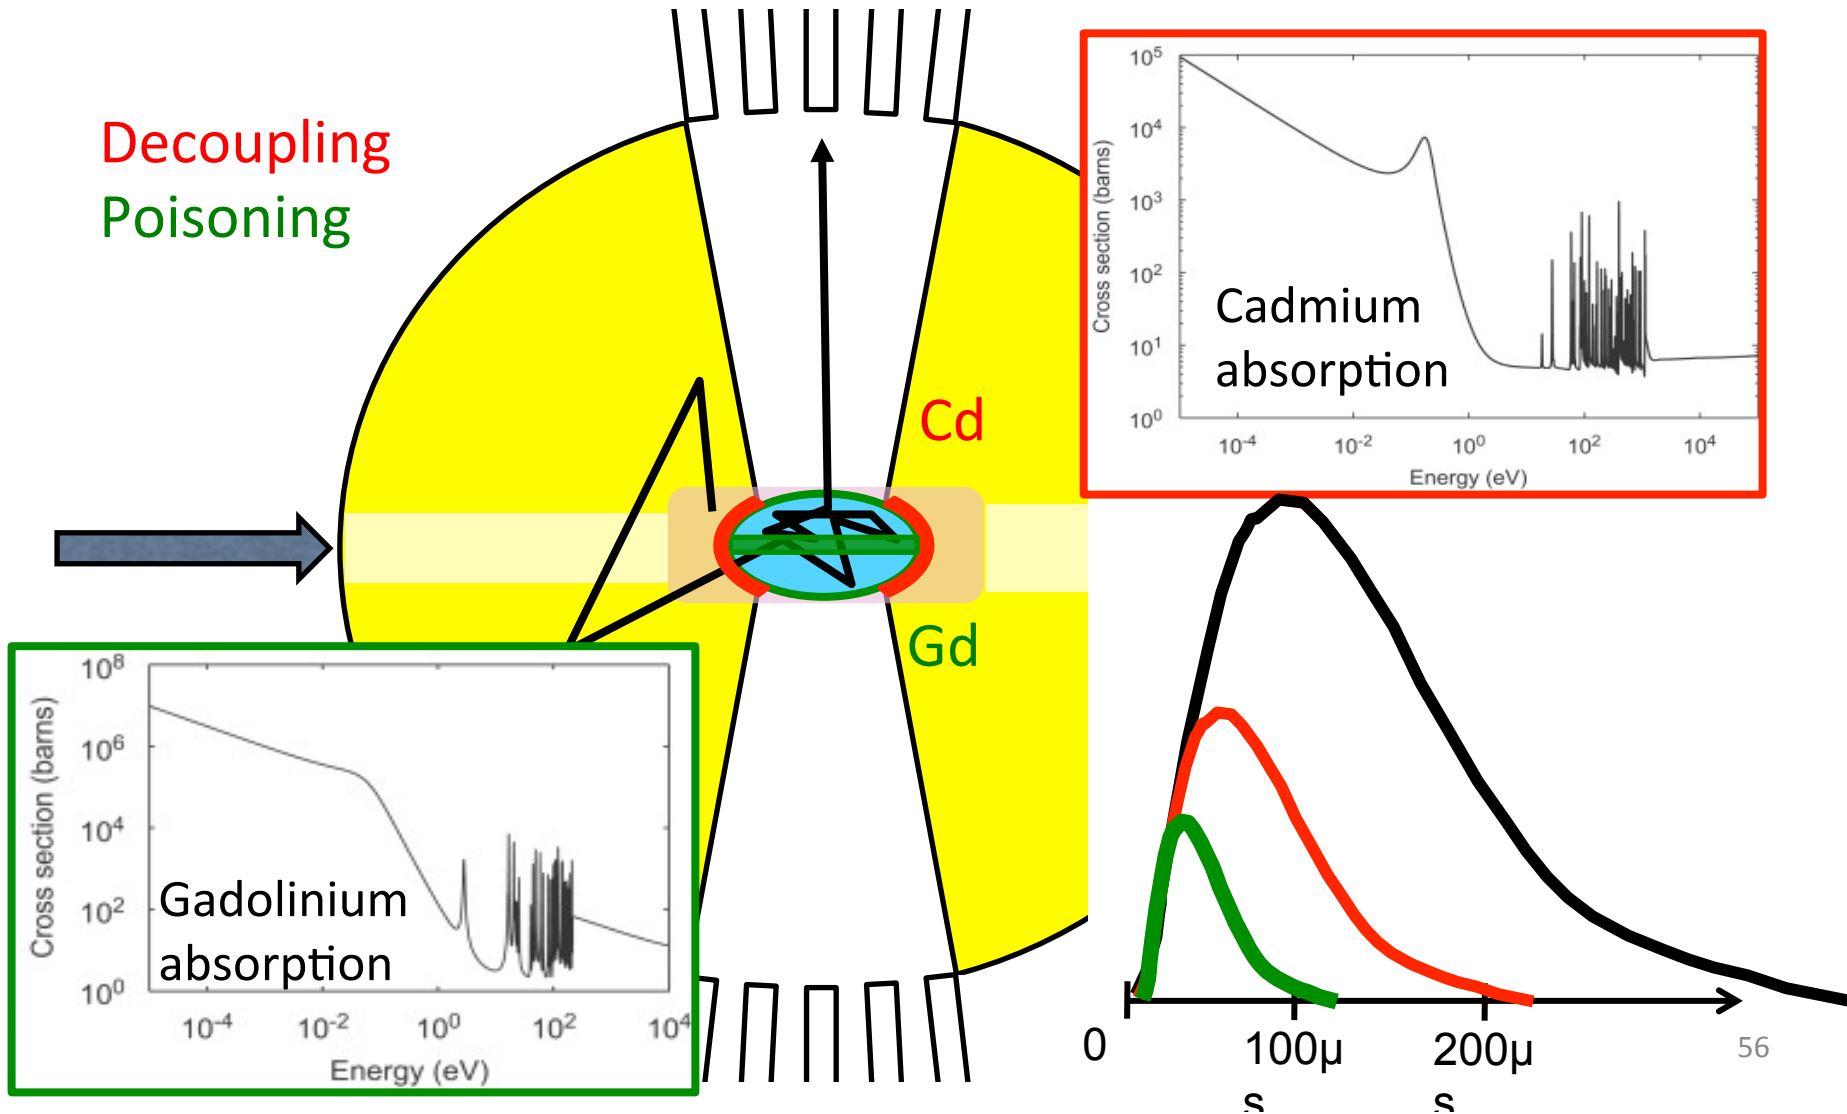 Decoupling
Poisoning
Cd
Gd
10⁵
10⁴
10³
10²
10¹
10⁰
Cross section (barns)
Cadmium
absorption
10⁻⁴ 10⁻² 10⁰ 10² 10⁴
Energy (eV)
10⁸
10⁶
10⁴
10²
10⁰
Cross section (barns)
Gadolinium
absorption
10⁻⁴ 10⁻² 10⁰ 10² 10⁴
Energy (eV)
0 100µ 200µ
s s
56